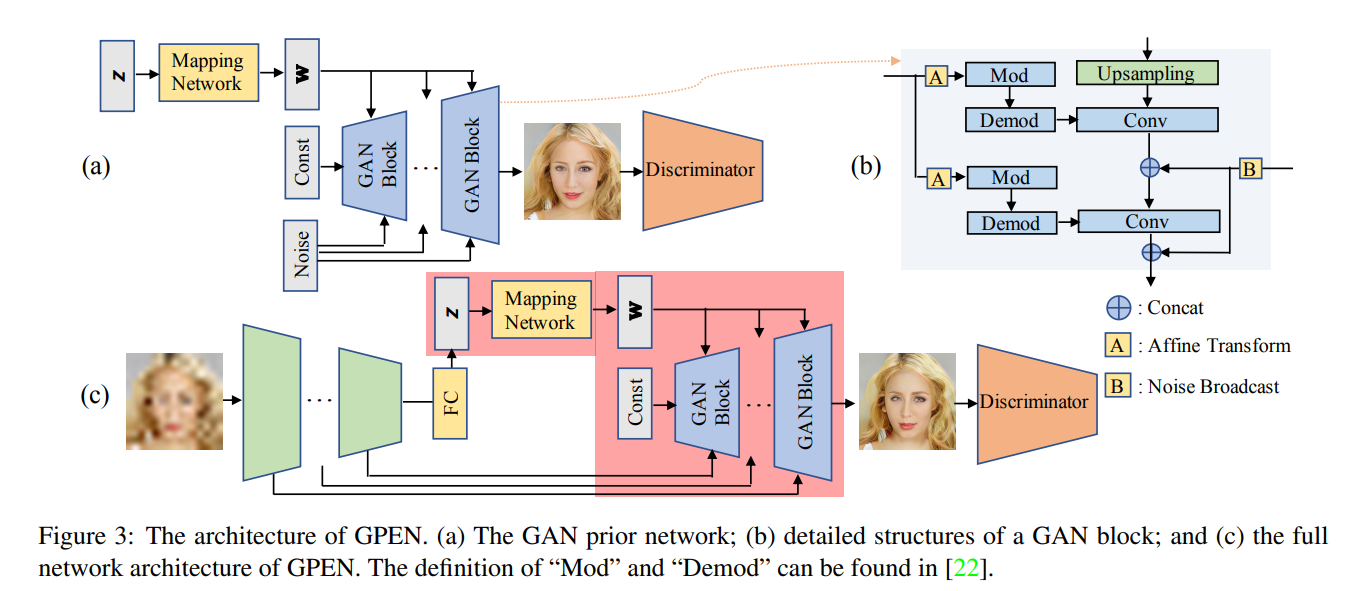 z
Mapping
Network
w
Const
GAN
Block
...
GAN Block
Noise
Discriminator
(a)
A
Mod
Upsampling
Demod
Conv
(b)
B
A
Mod
Demod
Conv
: Concat
A : Affine Transform
B : Noise Broadcast
z
Mapping
Network
w
(c)
...
FC
Const
GAN
Block
...
GAN Block
Discriminator
Figure 3: The architecture of GPEN. (a) The GAN prior network; (b) detailed structures of a GAN block; and (c) the full
network architecture of GPEN. The definition of “Mod” and “Demod” can be found in [22].